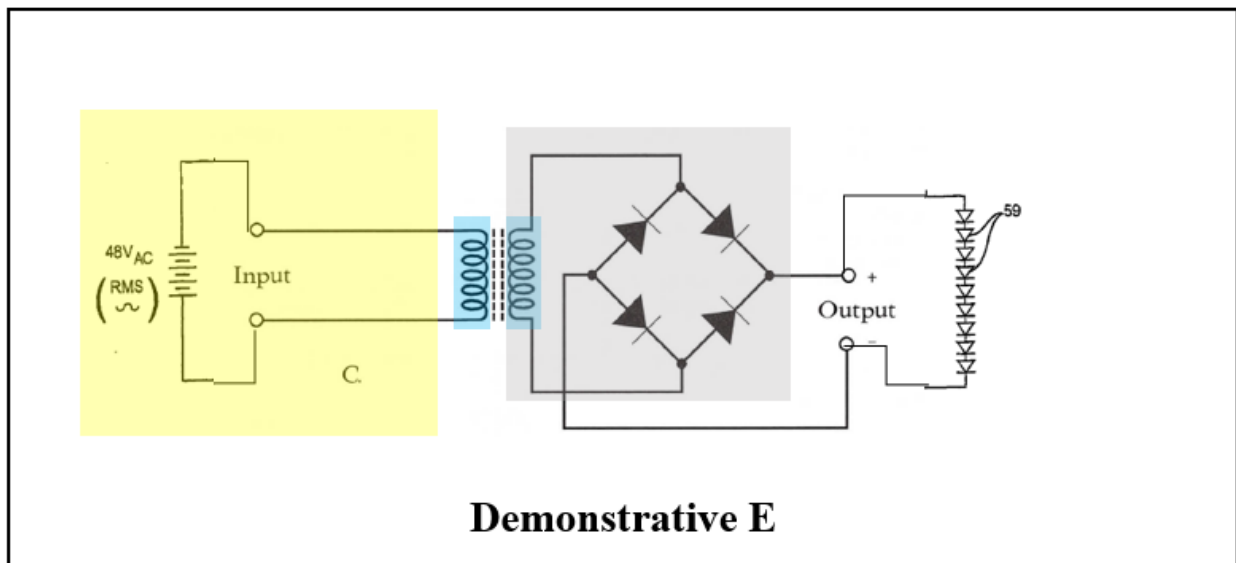 48VAC
(RMS
∿)
Input
C.
+
Output
−
59
Demonstrative E